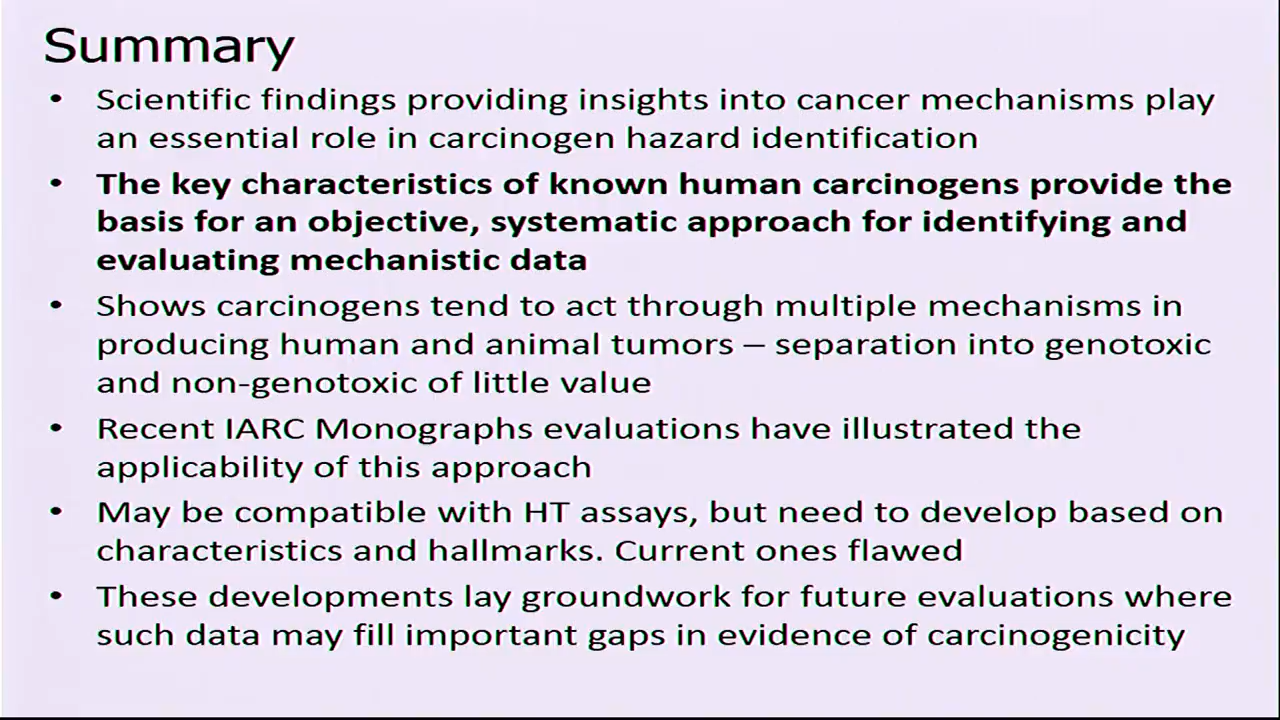 Summary
• Scientific findings providing insights into cancer mechanisms play
an essential role in carcinogen hazard identification
• The key characteristics of known human carcinogens provide the
basis for an objective, systematic approach for identifying and
evaluating mechanistic data
• Shows carcinogens tend to act through multiple mechanisms in
producing human and animal tumors – separation into genotoxic
and non-genotoxic of little value
• Recent IARC Monographs evaluations have illustrated the
applicability of this approach
• May be compatible with HT assays, but need to develop based on
characteristics and hallmarks. Current ones flawed
• These developments lay groundwork for future evaluations where
such data may fill important gaps in evidence of carcinogenicity